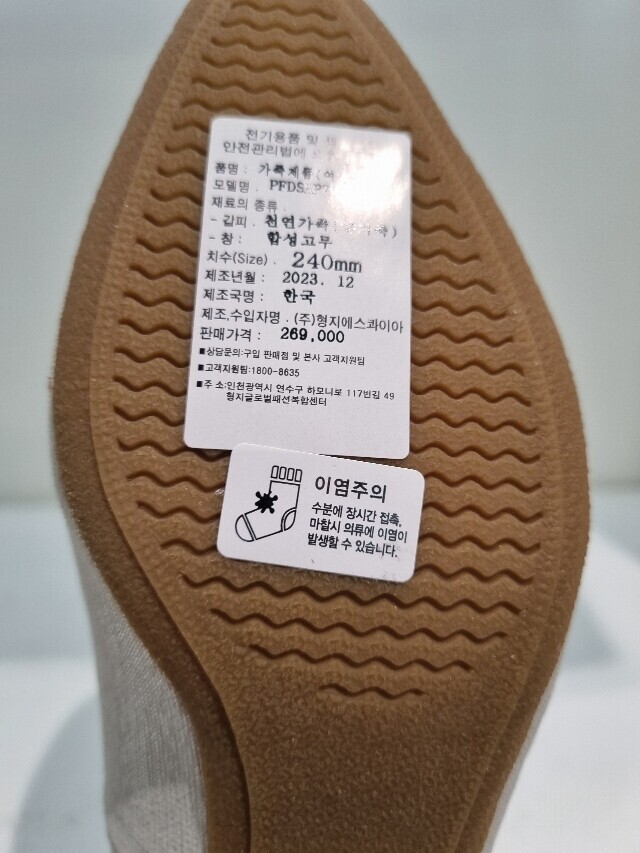 전기용품 및
안전관리법에
품명 : 가죽제품(
모델명 . PFDS
재료의 종류 .
- 겉피 . 천연가죽
- 창 : 합성고무
치수(Size) . 240mm
제조년월 : 2023. 12
제조국명 : 한국
제조,수입자명 . (주)형지에스콰이아
판매가격 : 269,000
■상담문의:구입 판매점 및 본사 고객지원팀
■고객지원팀:1800-8635
■주 소:인천광역시 연수구 하모니로 177번길 49
형지글로벌패션복합센터
이염주의
수분에 장시간 접촉,
마찰시 의류에 이염이
발생할 수 있습니다.